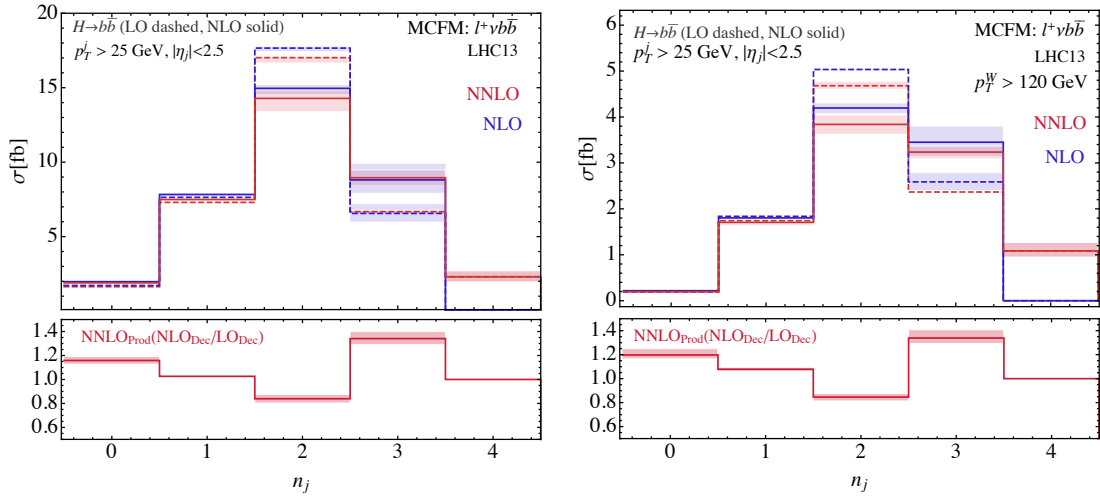 H→bb̅ (LO dashed, NLO solid)
p_T^j > 25 GeV, |η_j|<2.5
MCFM: l⁺νbb̅
LHC13
NNLO
NLO
σ[fb]
20
15
10
5
NNLO_Prod(NLO_Dec/LO_Dec)
1.4
1.2
1.0
0.8
0.6
0 1 2 3 4
n_j
H→bb̅ (LO dashed, NLO solid)
p_T^j > 25 GeV, |η_j|<2.5
MCFM: l⁺νbb̅
LHC13
p_T^W > 120 GeV
NNLO
NLO
σ[fb]
6
5
4
3
2
1
0
NNLO_Prod(NLO_Dec/LO_Dec)
1.4
1.2
1.0
0.8
0.6
0 1 2 3 4
n_j